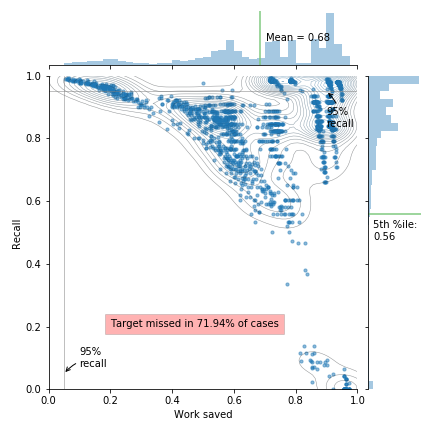 Mean = 0.68
1.0
0.8
0.6
0.4
0.2
0.0
Recall
95%
recall
5th %ile:
0.56
Target missed in 71.94% of cases
95%
recall
0.0 0.2 0.4 0.6 0.8 1.0
Work saved